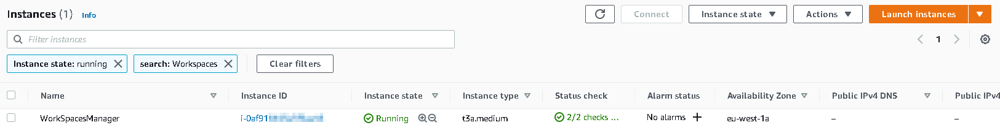 Instances (1) Info Connect Instance state Actions Launch instances
Filter instances 1
Instance state: running search: Workspaces Clear filters
Name Instance ID Instance state Instance type Status check Alarm status Availability Zone Public IPv4 DNS Public IPv4
WorkSpacesManager i-0af91 Running t3a.medium 2/2 checks ... No alarms + eu-west-1a – –